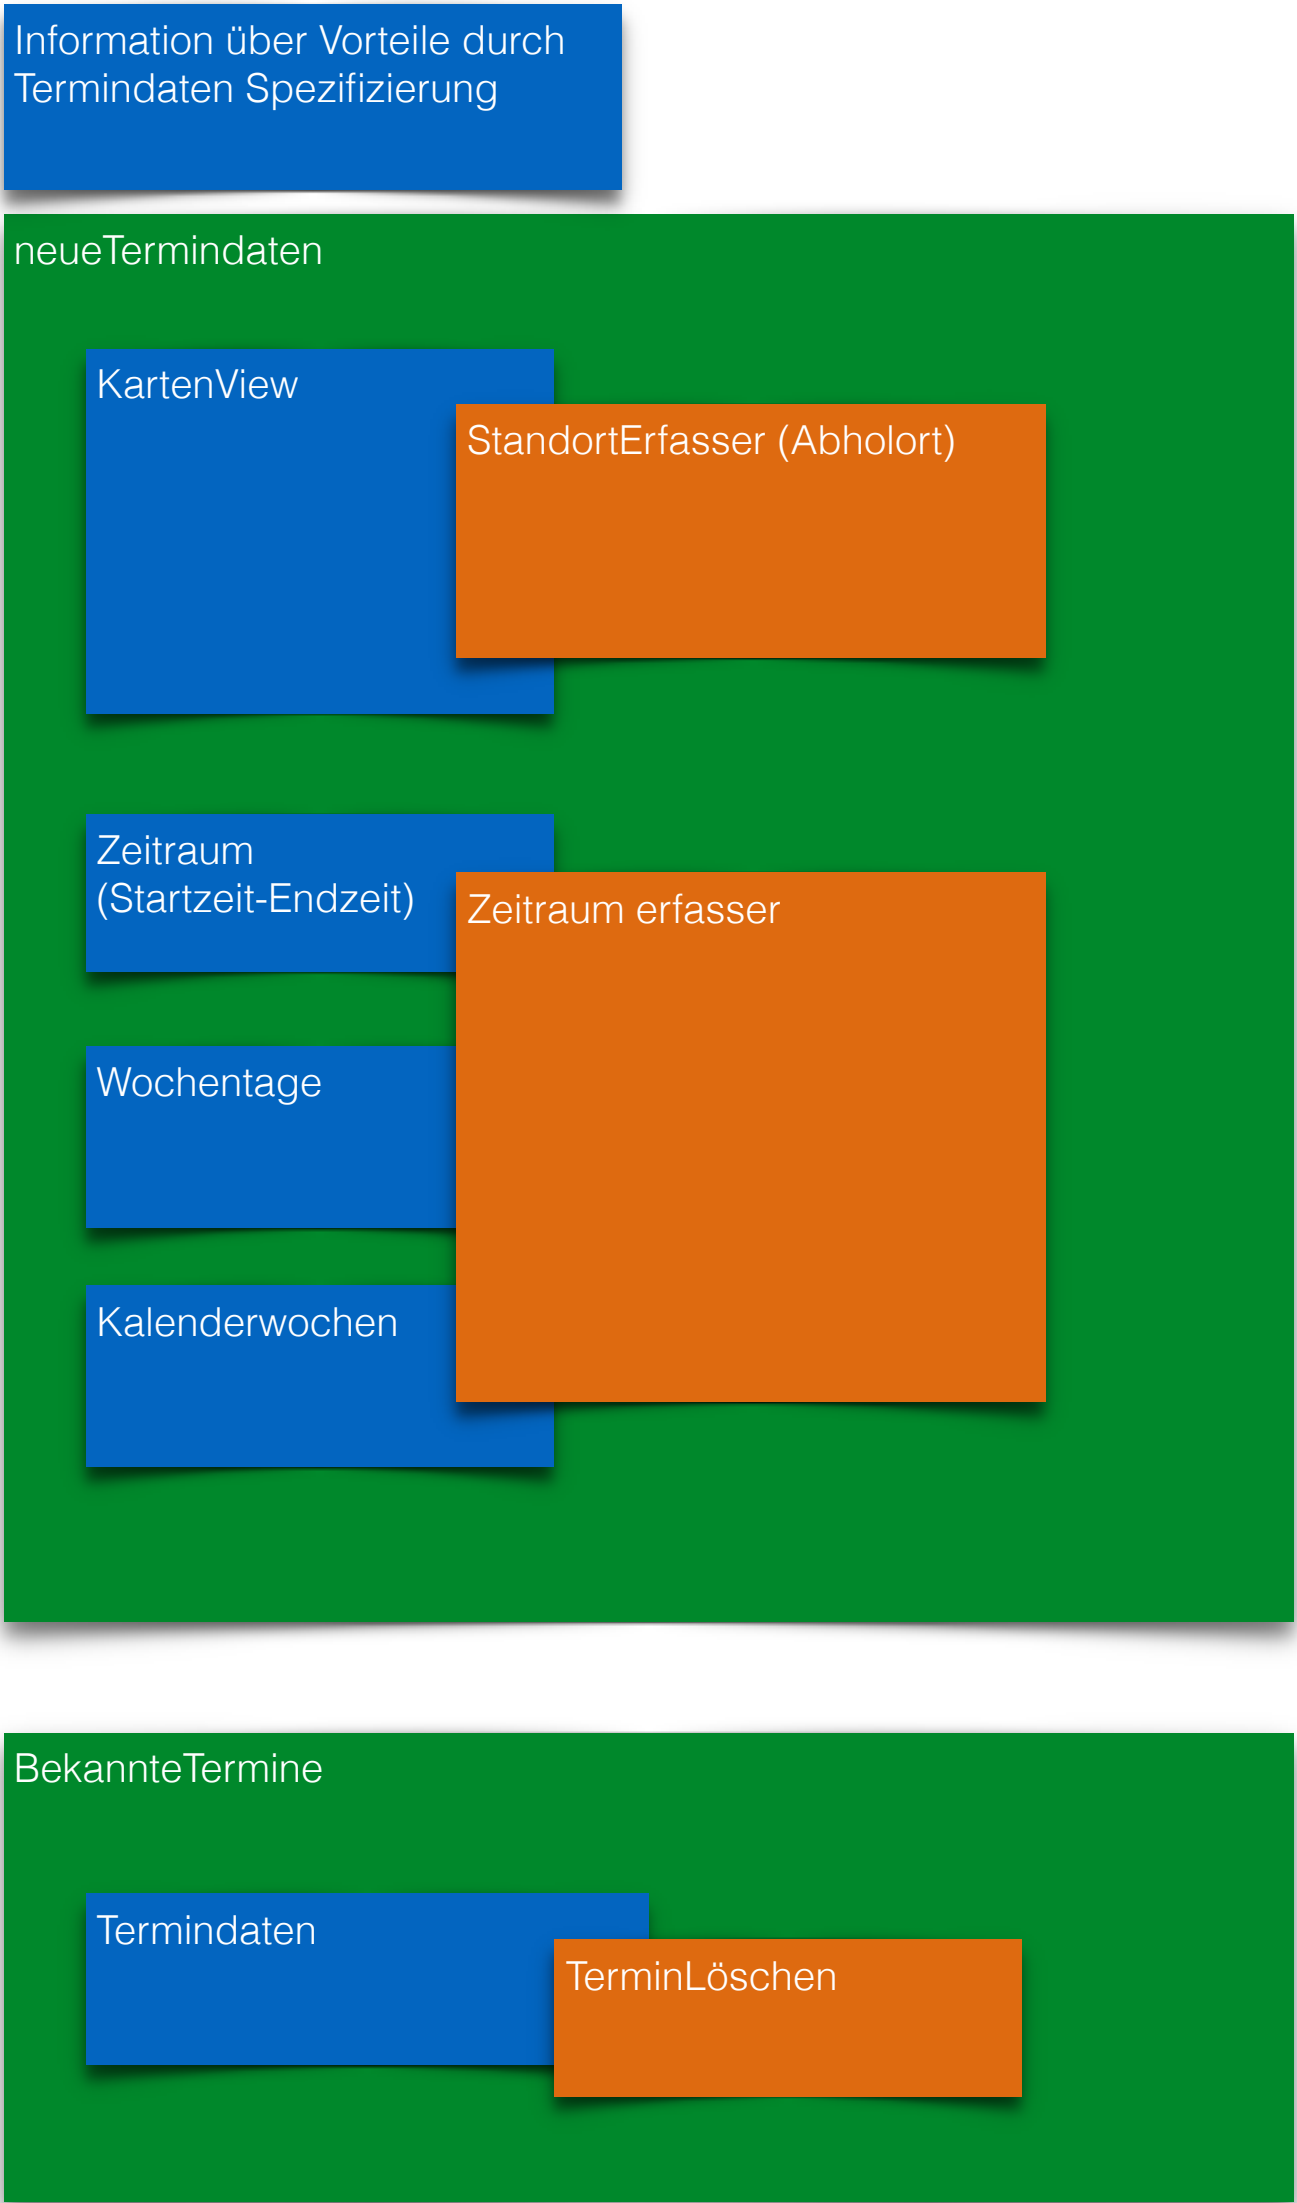 Information über Vorteile durch
Termindaten Spezifizierung
neueTermindaten
KartenView
StandortErfasser (Abholort)
Zeitraum
(Startzeit-Endzeit)
Zeitraum erfasser
Wochentage
Kalenderwochen
BekannteTermine
Termindaten
TerminLöschen